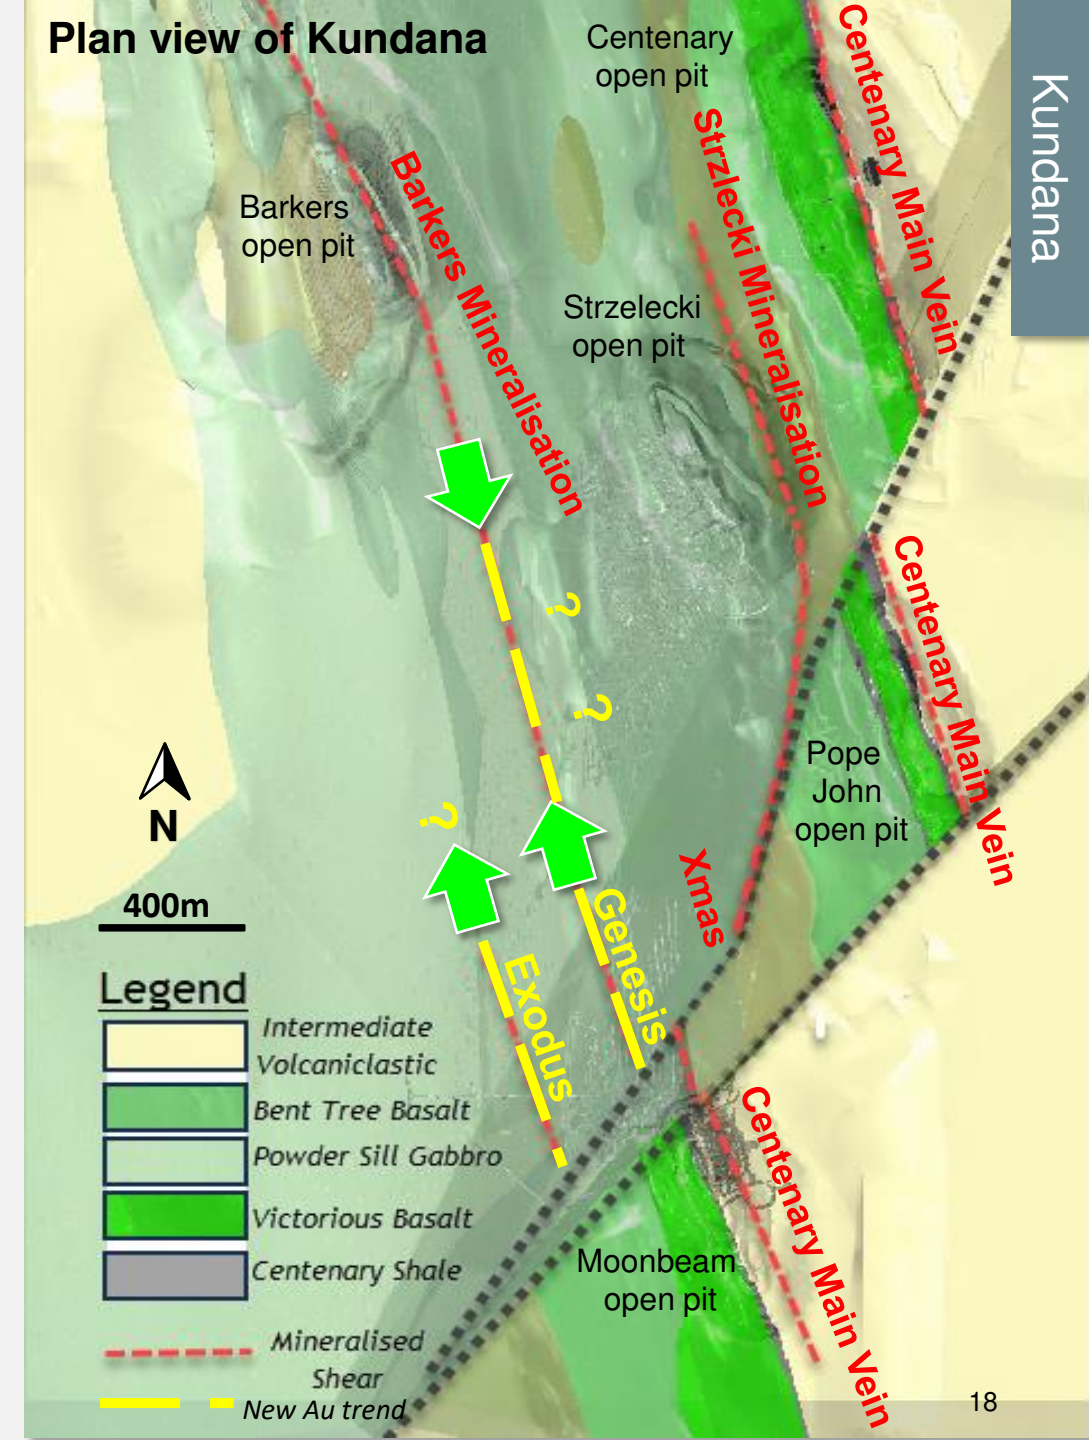 Plan view of Kundana
Kundana
Centenary
open pit
Centenary Main Vein
Strzlecki Mineralisation
Barkers Mineralisation
Barkers
open pit
Strzelecki
open pit
Centenary Main Vein
?
?
?
Pope
John
open pit
Xmas
Genesis
Exodus
N
400m
Legend
Intermediate
Volcaniclastic
Bent Tree Basalt
Powder Sill Gabbro
Victorious Basalt
Centenary Shale
Mineralised
Shear
New Au trend
Centenary Main Vein
Moonbeam
open pit
18